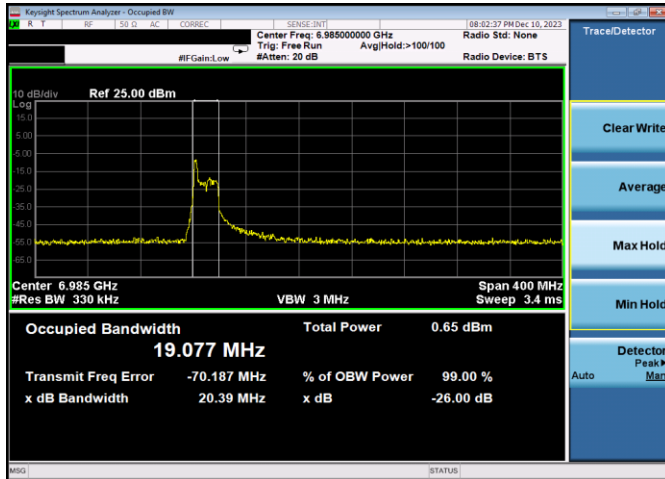 Keysight Spectrum Analyzer - Occupied BW
R T RF 50 Ω AC CORREC SENSE:INT 08:02:37 PM Dec 10, 2023
Center Freq: 6.985000000 GHz Radio Std: None
Trig: Free Run Avg|Hold:>100/100
#IFGain:Low #Atten: 20 dB Radio Device: BTS
10 dB/div Ref 25.00 dBm
Log
15.0
5.00
-5.00
-15.0
-25.0
-35.0
-45.0
-55.0
-65.0
Center 6.985 GHz Span 400 MHz
#Res BW 330 kHz VBW 3 MHz Sweep 3.4 ms
Occupied Bandwidth Total Power 0.65 dBm
19.077 MHz
Transmit Freq Error -70.187 MHz % of OBW Power 99.00 %
x dB Bandwidth 20.39 MHz x dB -26.00 dB
MSG STATUS
Trace/Detector
Clear Write
Average
Max Hold
Min Hold
Detector
Peak
Auto Man